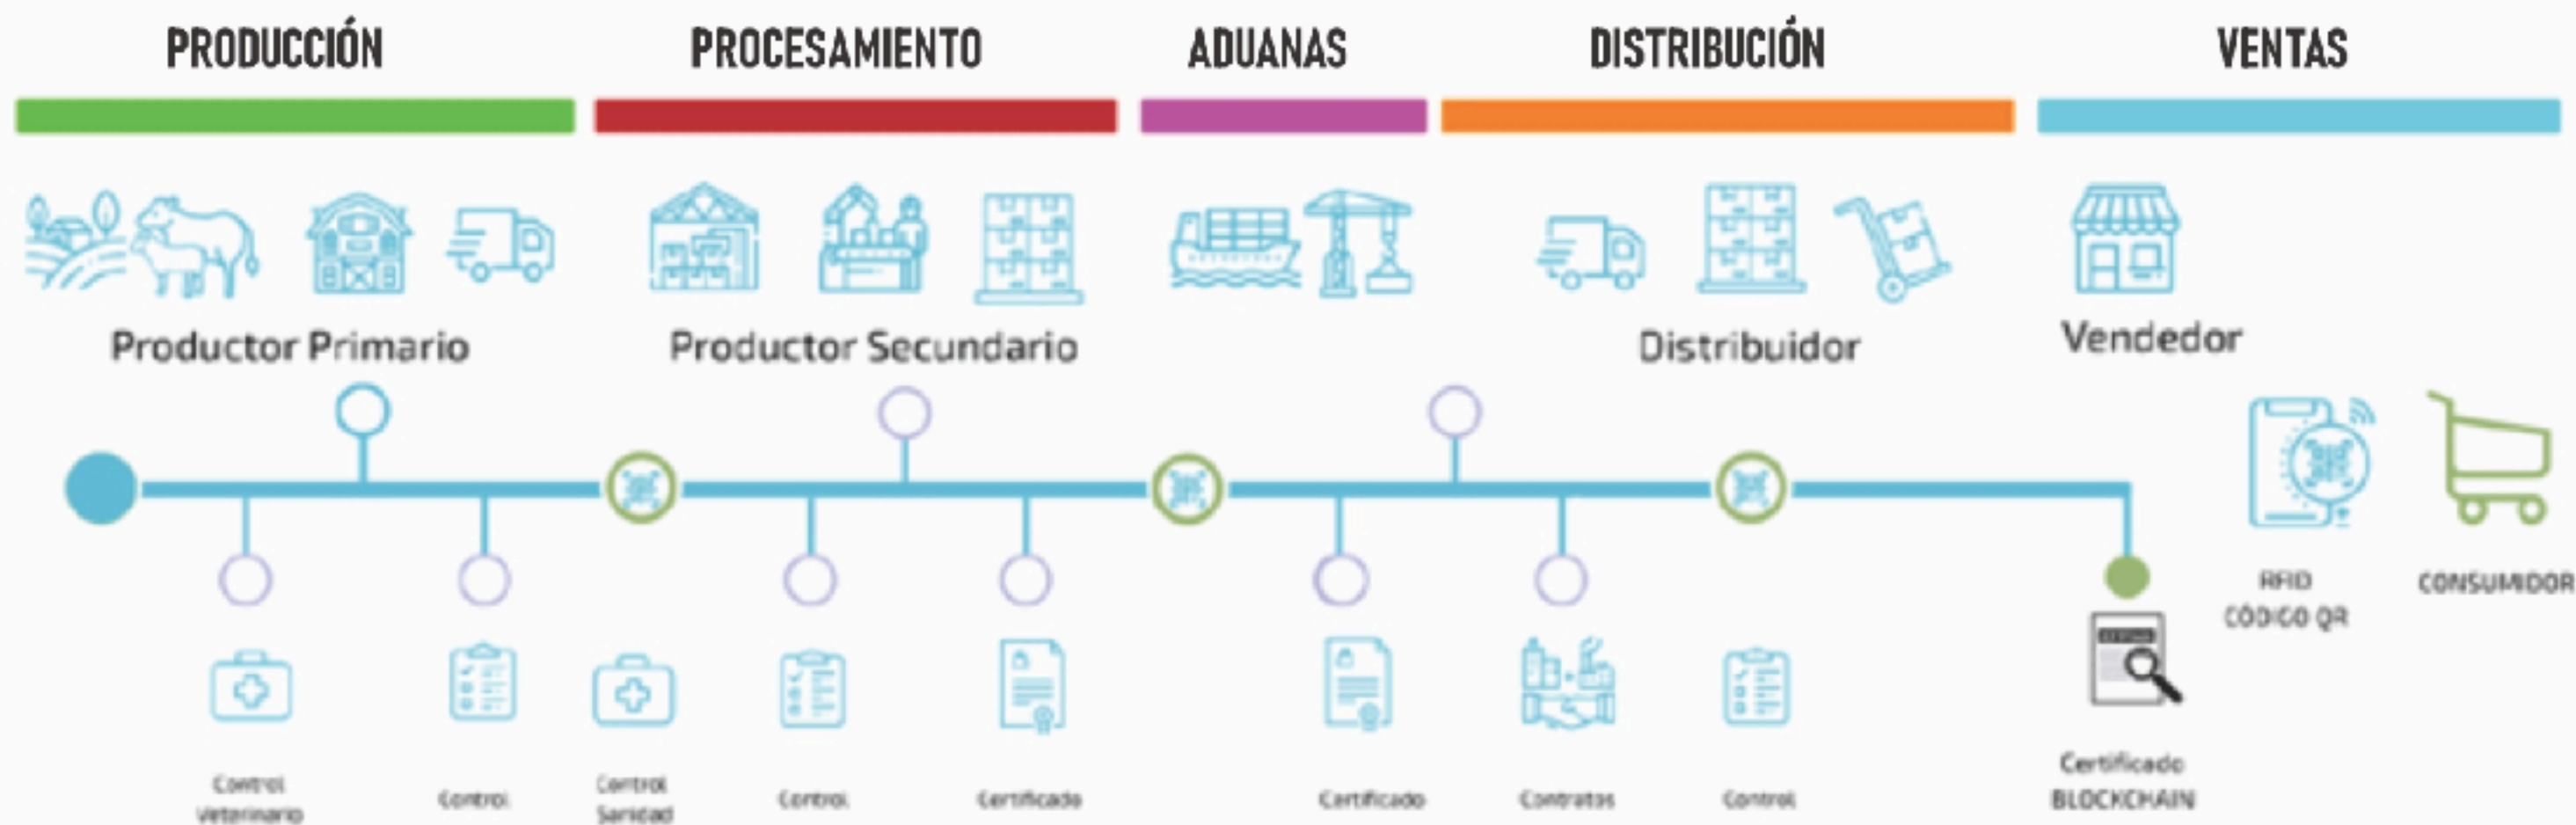 PRODUCCIÓN
PROCESAMIENTO
ADUANAS
DISTRIBUCIÓN
VENTAS
Productor Primario
Productor Secundario
Distribuidor
Vendedor
RFID
CÓDIGO QR
CONSUMIDOR
Control
Veterinario
Control
Control
Sanidad
Control
Certificado
Certificado
Contratos
Control
Certificado
BLOCKCHAIN